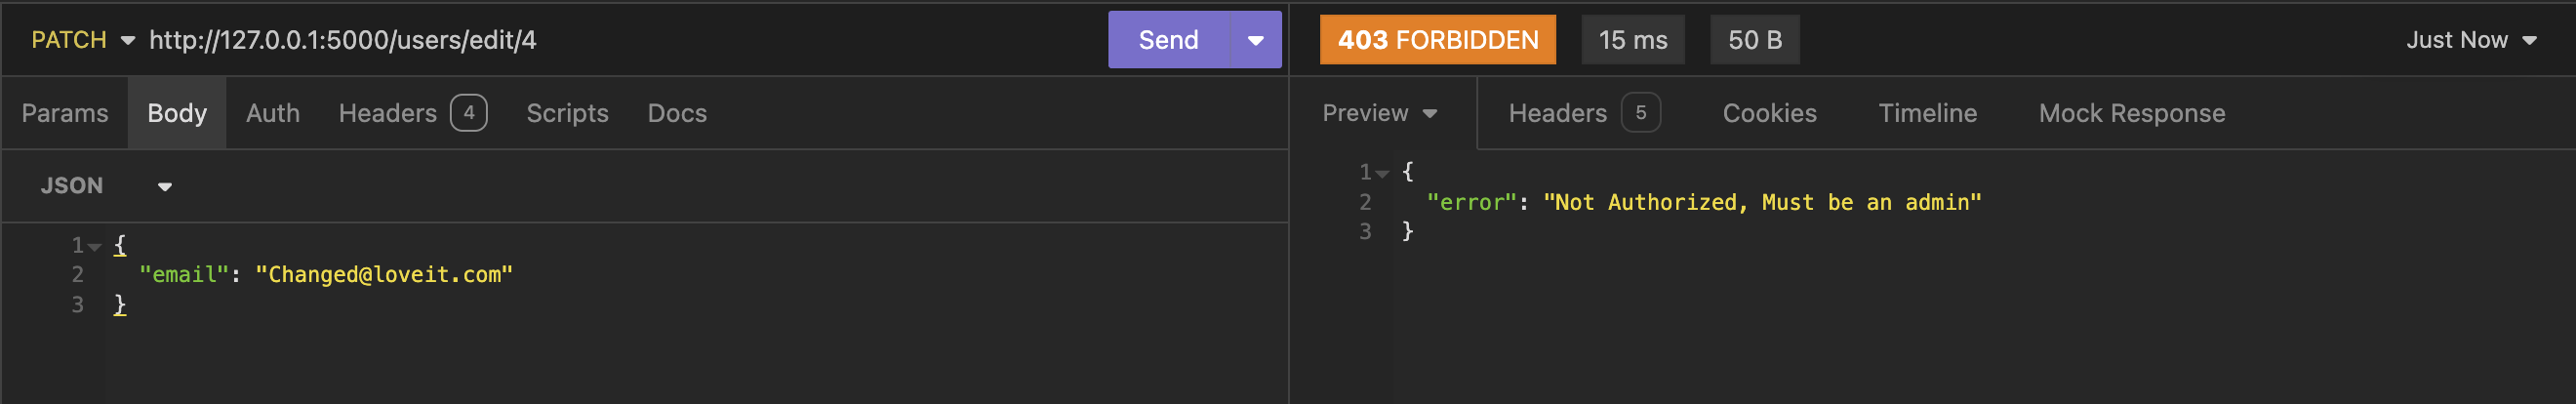 PATCH http://127.0.0.1:5000/users/edit/4 Send 403 FORBIDDEN 15 ms 50 B Just Now
Params Body Auth Headers 4 Scripts Docs Preview Headers 5 Cookies Timeline Mock Response
JSON
1 {
2 "email": "Changed@loveit.com"
3 }
1 {
2 "error": "Not Authorized, Must be an admin"
3 }